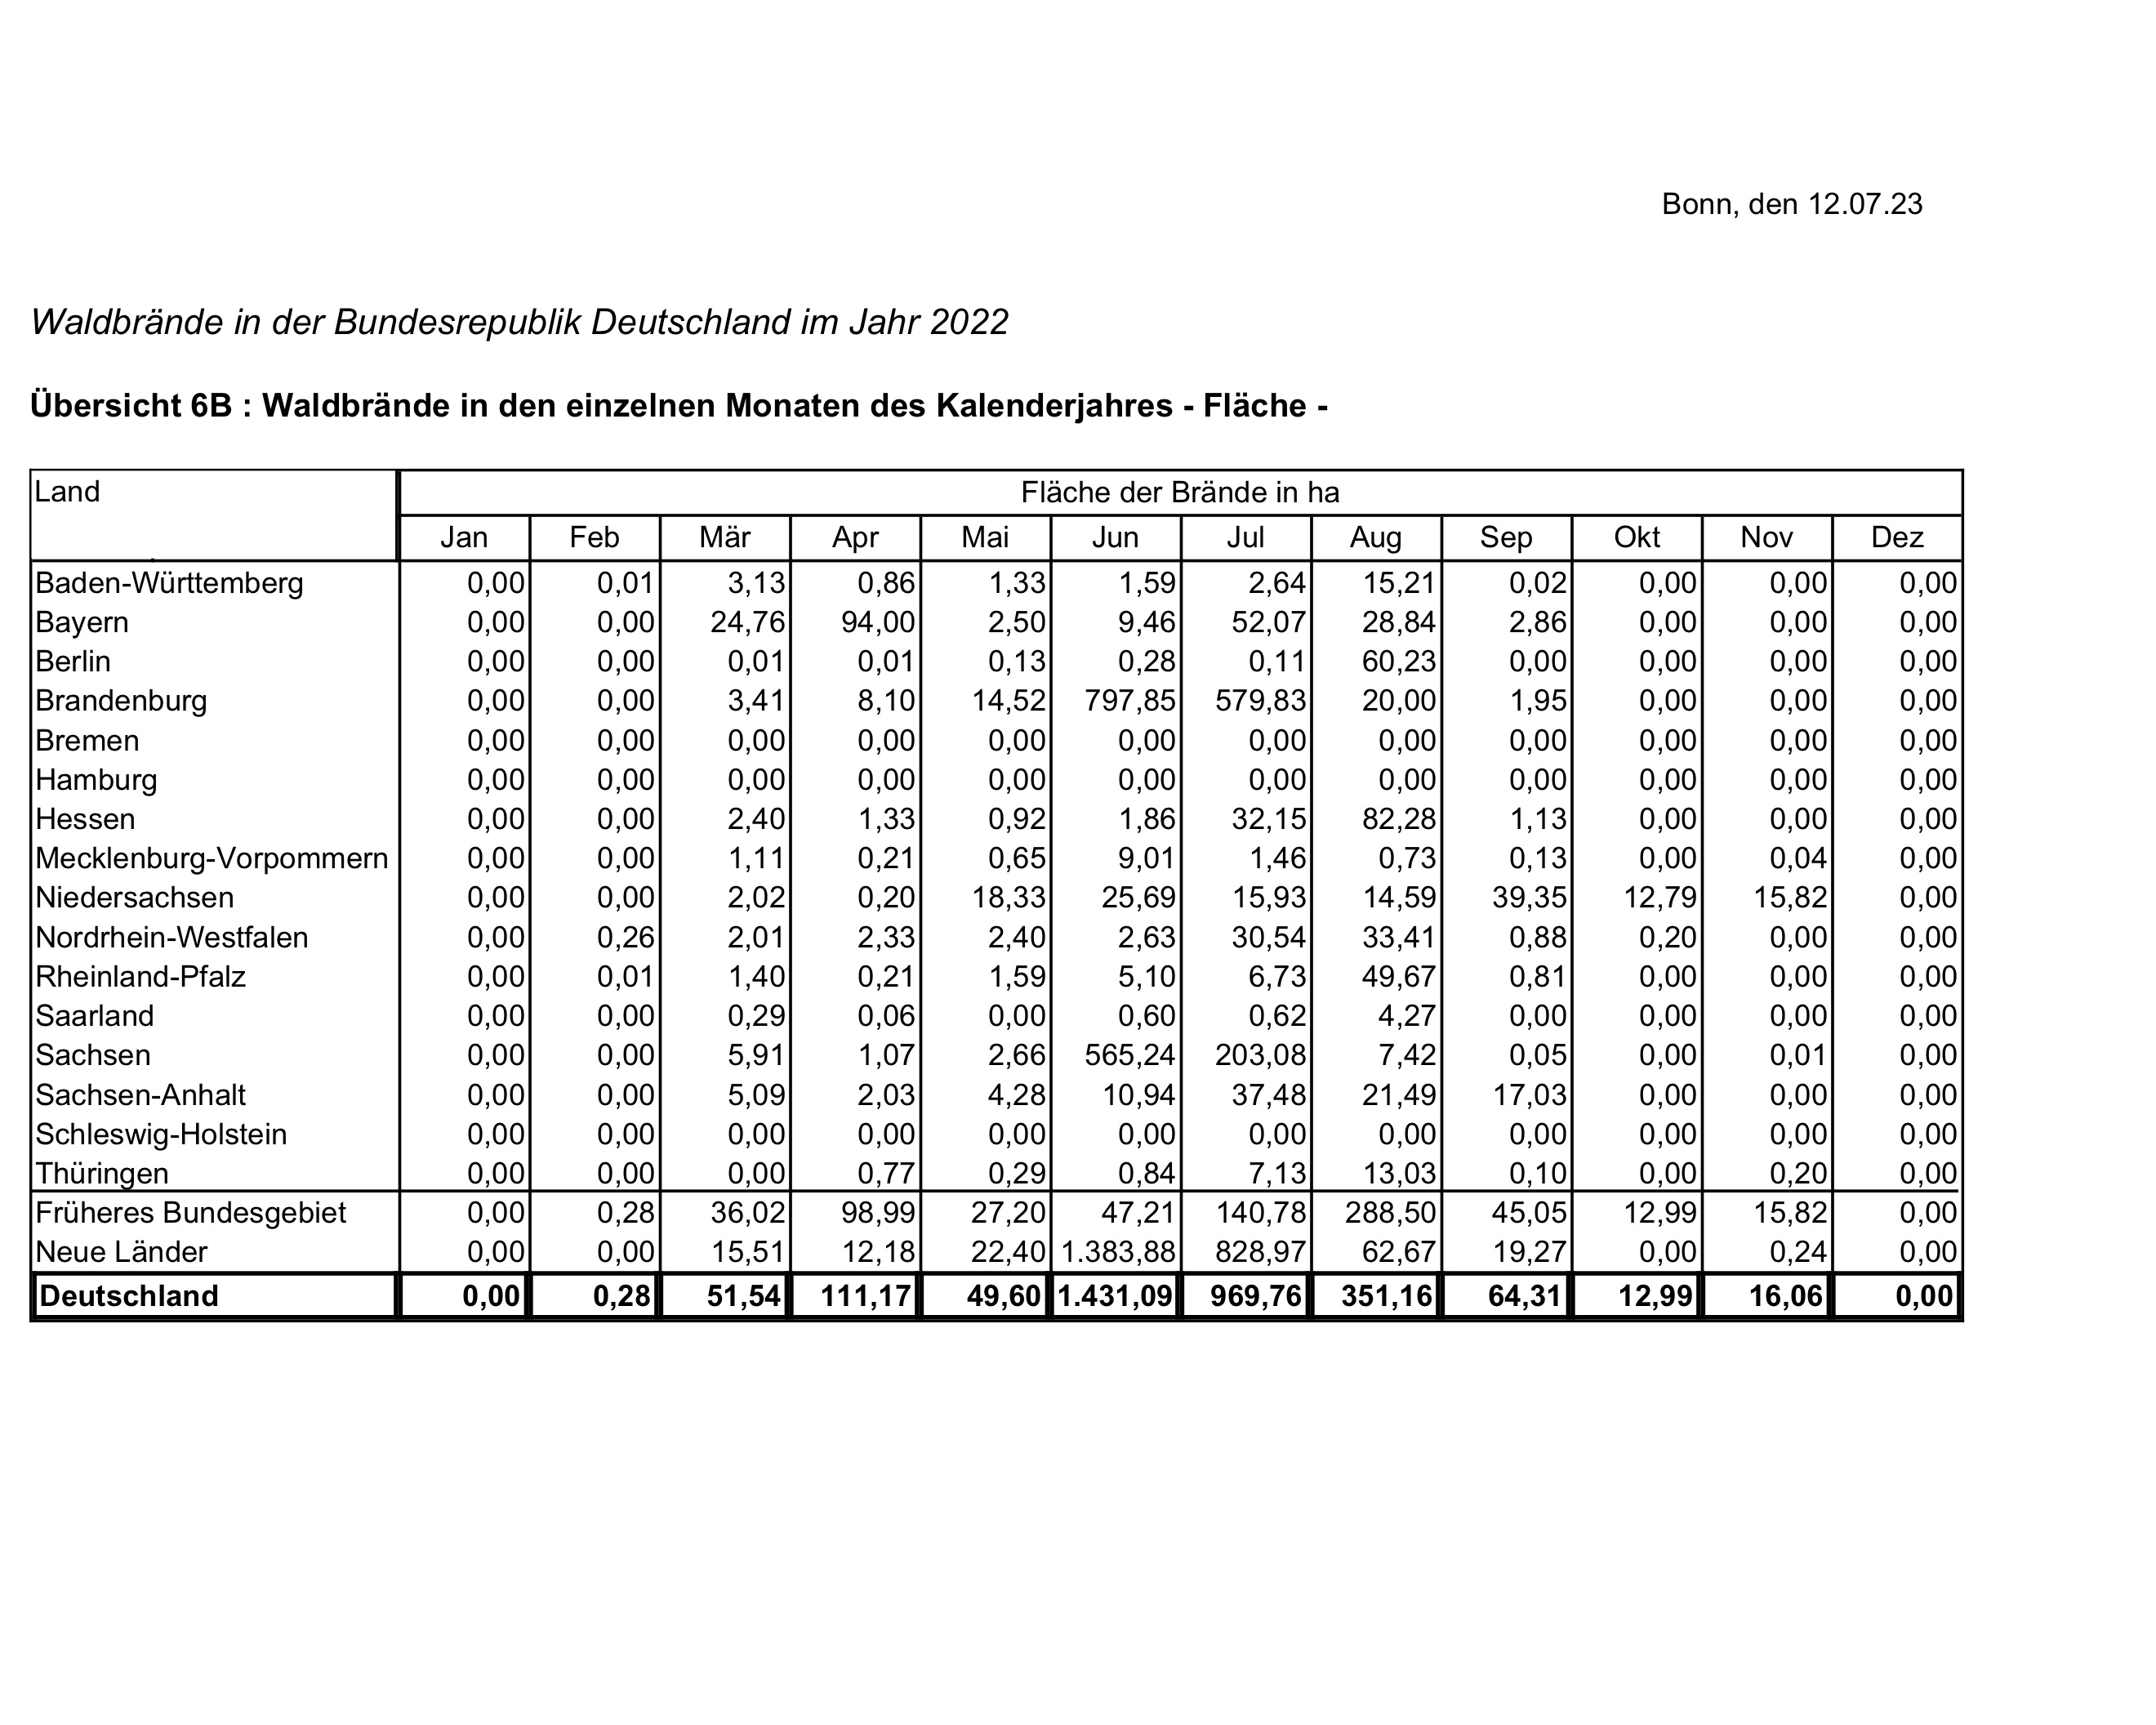 Bonn, den 12.07.23
Waldbrände in der Bundesrepublik Deutschland im Jahr 2022
Übersicht 6B : Waldbrände in den einzelnen Monaten des Kalenderjahres - Fläche -
Land Fläche der Brände in ha
Jan Feb Mär Apr Mai Jun Jul Aug Sep Okt Nov Dez
Baden-Württemberg 0,00 0,01 3,13 0,86 1,33 1,59 2,64 15,21 0,02 0,00 0,00 0,00
Bayern 0,00 0,00 24,76 94,00 2,50 9,46 52,07 28,84 2,86 0,00 0,00 0,00
Berlin 0,00 0,00 0,01 0,01 0,13 0,28 0,11 60,23 0,00 0,00 0,00 0,00
Brandenburg 0,00 0,00 3,41 8,10 14,52 797,85 579,83 20,00 1,95 0,00 0,00 0,00
Bremen 0,00 0,00 0,00 0,00 0,00 0,00 0,00 0,00 0,00 0,00 0,00 0,00
Hamburg 0,00 0,00 0,00 0,00 0,00 0,00 0,00 0,00 0,00 0,00 0,00 0,00
Hessen 0,00 0,00 2,40 1,33 0,92 1,86 32,15 82,28 1,13 0,00 0,00 0,00
Mecklenburg-Vorpommern 0,00 0,00 1,11 0,21 0,65 9,01 1,46 0,73 0,13 0,00 0,04 0,00
Niedersachsen 0,00 0,00 2,02 0,20 18,33 25,69 15,93 14,59 39,35 12,79 15,82 0,00
Nordrhein-Westfalen 0,00 0,26 2,01 2,33 2,40 2,63 30,54 33,41 0,88 0,20 0,00 0,00
Rheinland-Pfalz 0,00 0,01 1,40 0,21 1,59 5,10 6,73 49,67 0,81 0,00 0,00 0,00
Saarland 0,00 0,00 0,29 0,06 0,00 0,60 0,62 4,27 0,00 0,00 0,00 0,00
Sachsen 0,00 0,00 5,91 1,07 2,66 565,24 203,08 7,42 0,05 0,00 0,01 0,00
Sachsen-Anhalt 0,00 0,00 5,09 2,03 4,28 10,94 37,48 21,49 17,03 0,00 0,00 0,00
Schleswig-Holstein 0,00 0,00 0,00 0,00 0,00 0,00 0,00 0,00 0,00 0,00 0,00 0,00
Thüringen 0,00 0,00 0,00 0,77 0,29 0,84 7,13 13,03 0,10 0,00 0,20 0,00
Früheres Bundesgebiet 0,00 0,28 36,02 98,99 27,20 47,21 140,78 288,50 45,05 12,99 15,82 0,00
Neue Länder 0,00 0,00 15,51 12,18 22,40 1.383,88 828,97 62,67 19,27 0,00 0,24 0,00
Deutschland 0,00 0,28 51,54 111,17 49,60 1.431,09 969,76 351,16 64,31 12,99 16,06 0,00